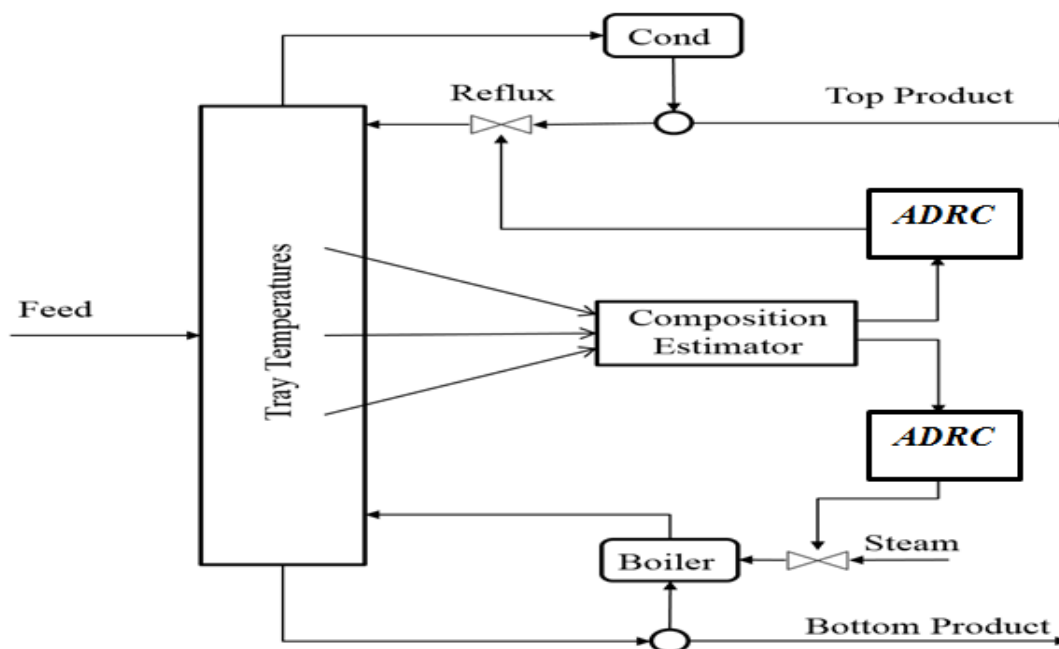 Cond
Reflux
Top Product
ADRC
Tray Temperatures
Feed
Composition
Estimator
ADRC
Steam
Boiler
Bottom Product